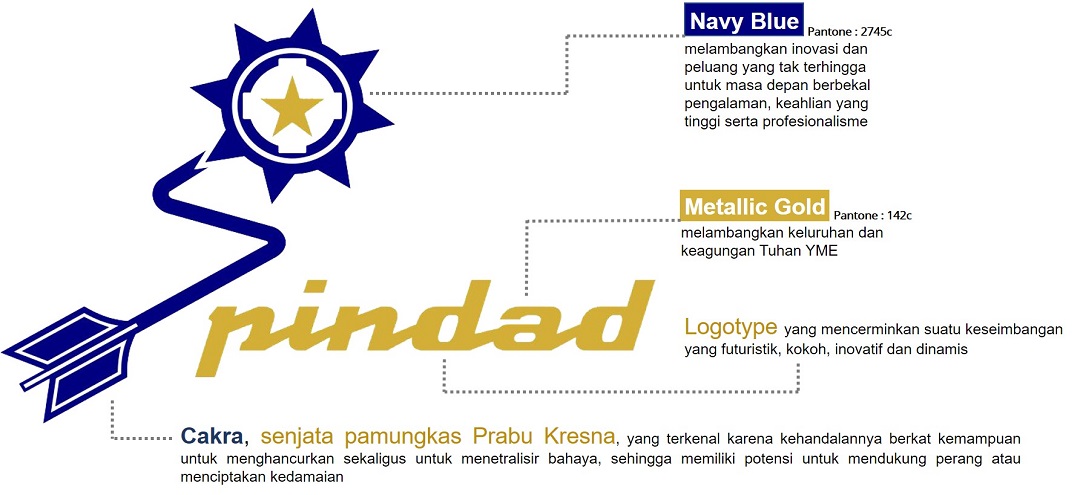 Navy Blue Pantone : 2745c
melambangkan inovasi dan
peluang yang tak terhingga
untuk masa depan berbekal
pengalaman, keahlian yang
tinggi serta profesionalisme
Metallic Gold Pantone : 142c
melambangkan keluruhan dan
keagungan Tuhan YME
pindad
Logotype yang mencerminkan suatu keseimbangan
yang futuristik, kokoh, inovatif dan dinamis
Cakra, senjata pamungkas Prabu Kresna, yang terkenal karena kehandalannya berkat kemampuan
untuk menghancurkan sekaligus untuk menetralisir bahaya, sehingga memiliki potensi untuk mendukung perang atau
menciptakan kedamaian